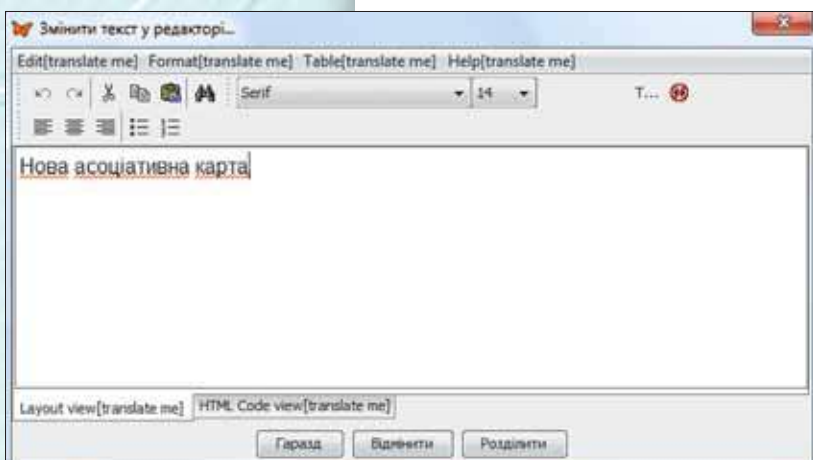 Змінити текст у редакторі...
Edit[translate me] Format[translate me] Table[translate me] Help[translate me]
Serif 14 T...
Нова асоціативна карта
Layout view[translate me] HTML Code view[translate me]
Гаразд Відмінити Розділити